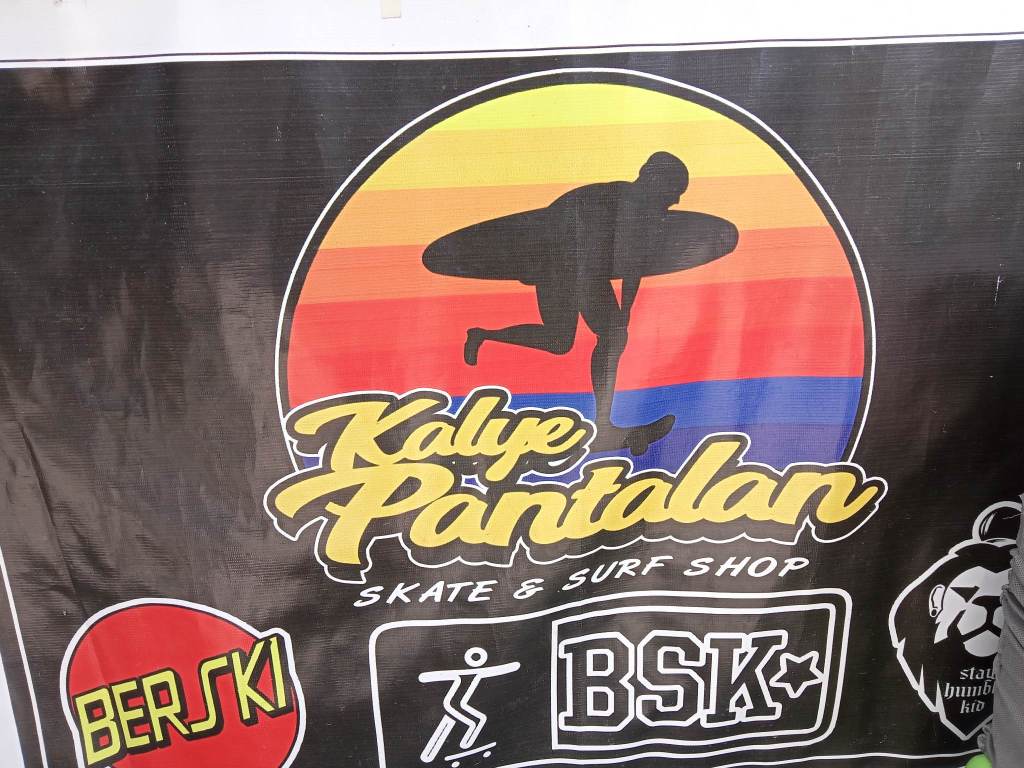 Kalye
Pantalan
SKATE & SURF SHOP
BERSKI
BSK
stay
humble
kid